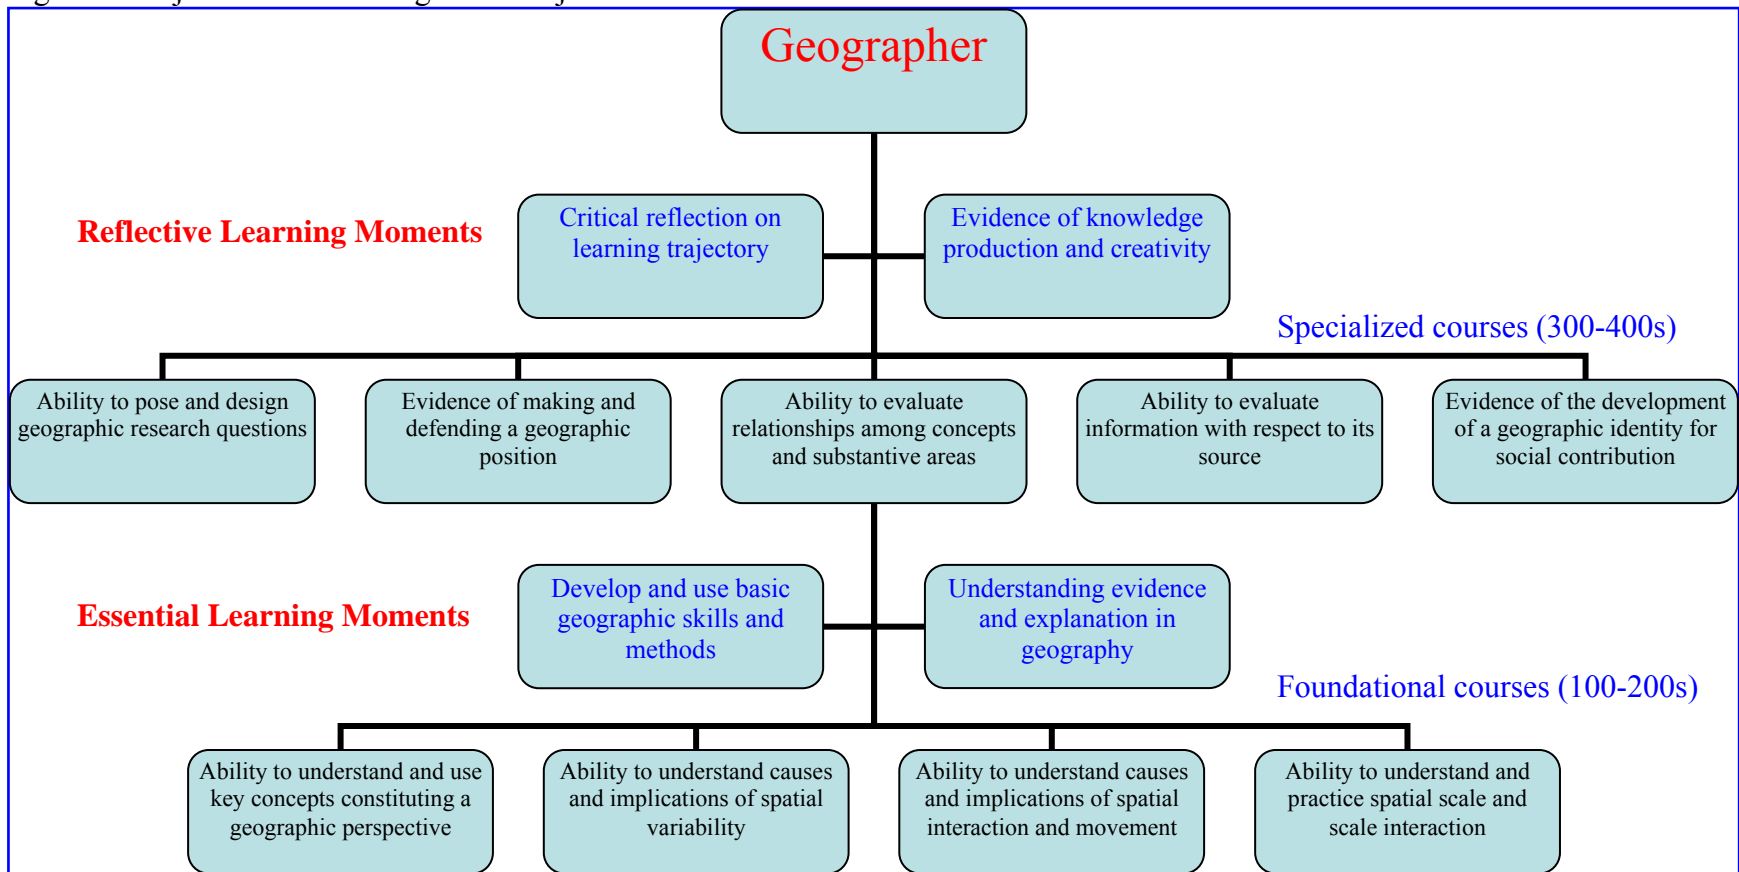 Geographer
Reflective Learning Moments
Critical reflection on
learning trajectory
Evidence of knowledge
production and creativity
Specialized courses (300-400s)
Ability to pose and design
geographic research questions
Evidence of making and
defending a geographic
position
Ability to evaluate
relationships among concepts
and substantive areas
Ability to evaluate
information with respect to its
source
Evidence of the development
of a geographic identity for
social contribution
Essential Learning Moments
Develop and use basic
geographic skills and
methods
Understanding evidence
and explanation in
geography
Foundational courses (100-200s)
Ability to understand and use
key concepts constituting a
geographic perspective
Ability to understand causes
and implications of spatial
variability
Ability to understand causes
and implications of spatial
interaction and movement
Ability to understand and
practice spatial scale and
scale interaction